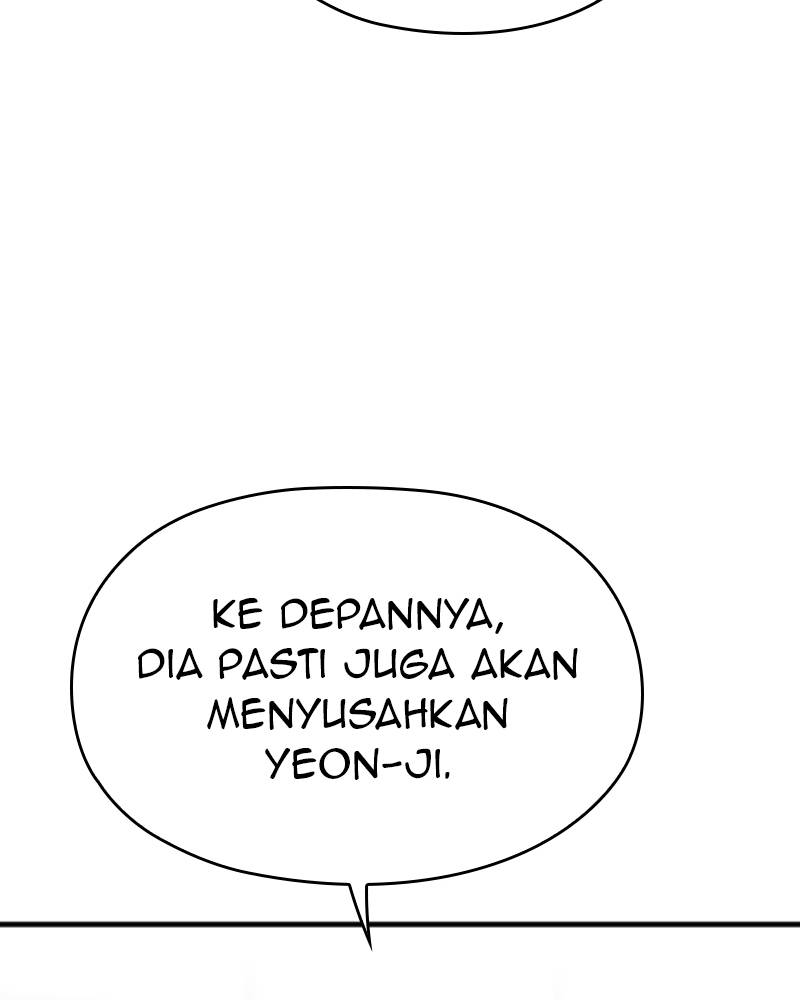 KE DEPANNYA,
DIA PASTI JUGA AKAN
MENYUSAHKAN
YEON-JI.